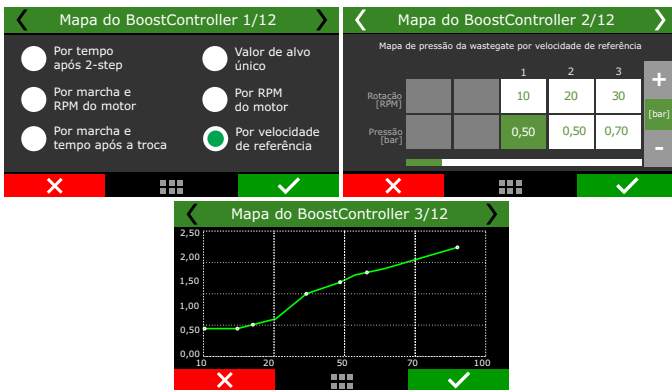 Mapa do BoostController 1/12
Por tempo
após 2-step
Valor de alvo
único
Por marcha e
RPM do motor
Por RPM
do motor
Por marcha e
tempo após a troca
Por velocidade
de referência
Mapa do BoostController 2/12
Mapa de pressão da wastegate por velocidade de referência
1 2 3
+
Rotação
[RPM]
10 20 30
[bar]
Pressão
[bar]
0,50 0,50 0,70
-
Mapa do BoostController 3/12
2,50
2,00
1,50
1,00
0,50
0,00
10 20 50 70 100